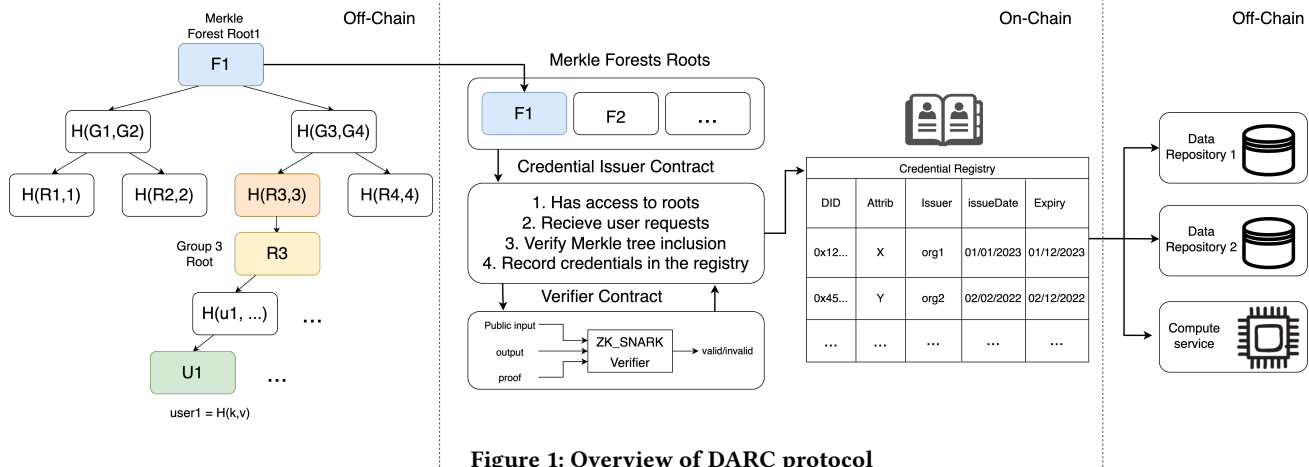 Off-Chain
On-Chain
Off-Chain
Merkle
Forest Root1
F1
H(G1,G2)
H(G3,G4)
H(R1,1)
H(R2,2)
H(R3,3)
H(R4,4)
Group 3
Root
R3
H(u1, ...)
...
U1
...
user1 = H(k,v)
Merkle Forests Roots
F1
F2
...
Credential Issuer Contract
1. Has access to roots
2. Recieve user requests
3. Verify Merkle tree inclusion
4. Record credentials in the registry
Verifier Contract
Public input
output
proof
ZK_SNARK
Verifier
valid/invalid
Credential Registry
DID Attrib Issuer issueDate Expiry
0x12... X org1 01/01/2023 01/12/2023
0x45... Y org2 02/02/2022 02/12/2022
... ... ... ... ...
Data
Repository 1
Data
Repository 2
Compute
service
Figure 1: Overview of DARC protocol